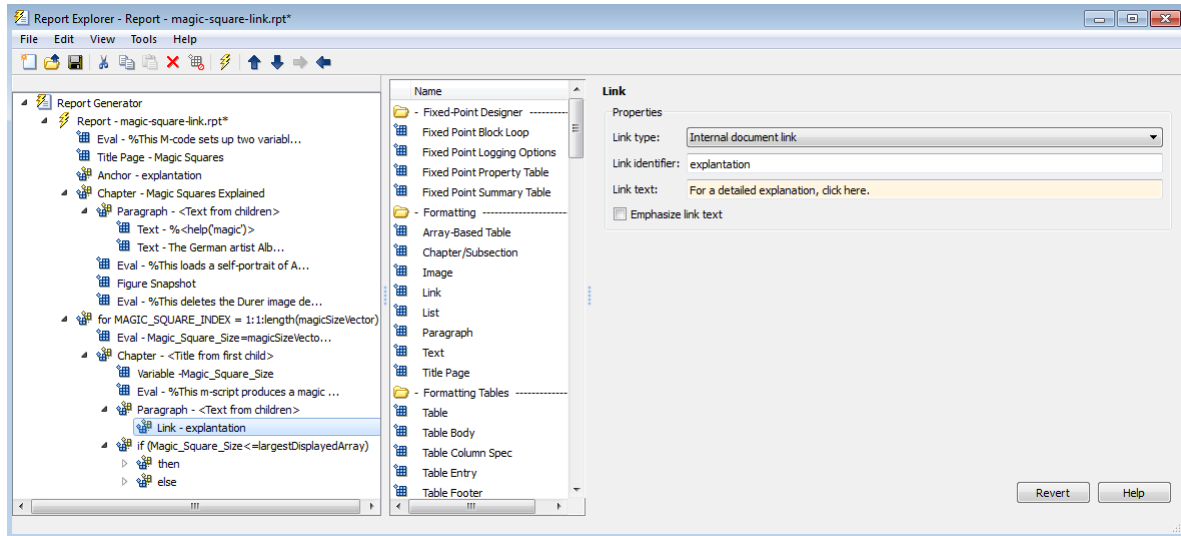 Report Explorer - Report - magic-square-link.rpt*
File Edit View Tools Help
Report Generator
Report - magic-square-link.rpt*
Eval - %This M-code sets up two variabl...
Title Page - Magic Squares
Anchor - explantation
Chapter - Magic Squares Explained
Paragraph - <Text from children>
Text - %<help('magic')>
Text - The German artist Alb...
Eval - %This loads a self-portrait of A...
Figure Snapshot
Eval - %This deletes the Durer image de...
for MAGIC_SQUARE_INDEX = 1:1:length(magicSizeVector)
Eval - Magic_Square_Size=magicSizeVecto...
Chapter - <Title from first child>
Variable -Magic_Square_Size
Eval - %This m-script produces a magic ...
Paragraph - <Text from children>
Link - explantation
if (Magic_Square_Size<=largestDisplayedArray)
then
else
Name
- Fixed-Point Designer ----------
Fixed Point Block Loop
Fixed Point Logging Options
Fixed Point Property Table
Fixed Point Summary Table
- Formatting ----------------------
Array-Based Table
Chapter/Subsection
Image
Link
List
Paragraph
Text
Title Page
- Formatting Tables -------------
Table
Table Body
Table Column Spec
Table Entry
Table Footer
Link
Properties
Link type: Internal document link
Link identifier: explantation
Link text: For a detailed explanation, click here.
Emphasize link text
Revert Help